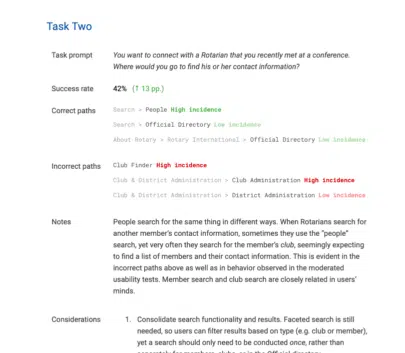 Task Two
Task prompt You want to connect with a Rotarian that you recently met at a conference.
Where would you go to find his or her contact information?
Success rate 42% (↑ 13 pp.)
Correct paths Search > People High incidence
Search > Official Directory Low incidence
About Rotary > Rotary International > Official Directory Low incidence
Incorrect paths Club Finder High incidence
Club & District Administration > Club Administration High incidence
Club & District Administration > District Administration Low incidence
Notes People search for the same thing in different ways. When Rotarians search for
another member's contact information, sometimes they use the "people"
search, yet very often they search for the member's club, seemingly expecting
to find a list of members and their contact information. This is evident in the
incorrect paths above as well as in behavior observed in the moderated
usability tests. Member search and club search are closely related in users'
minds.
Considerations 1. Consolidate search functionality and results. Faceted search is still
needed, so users can filter results based on type (e.g. club or member),
yet a search should only need to be conducted once, rather than